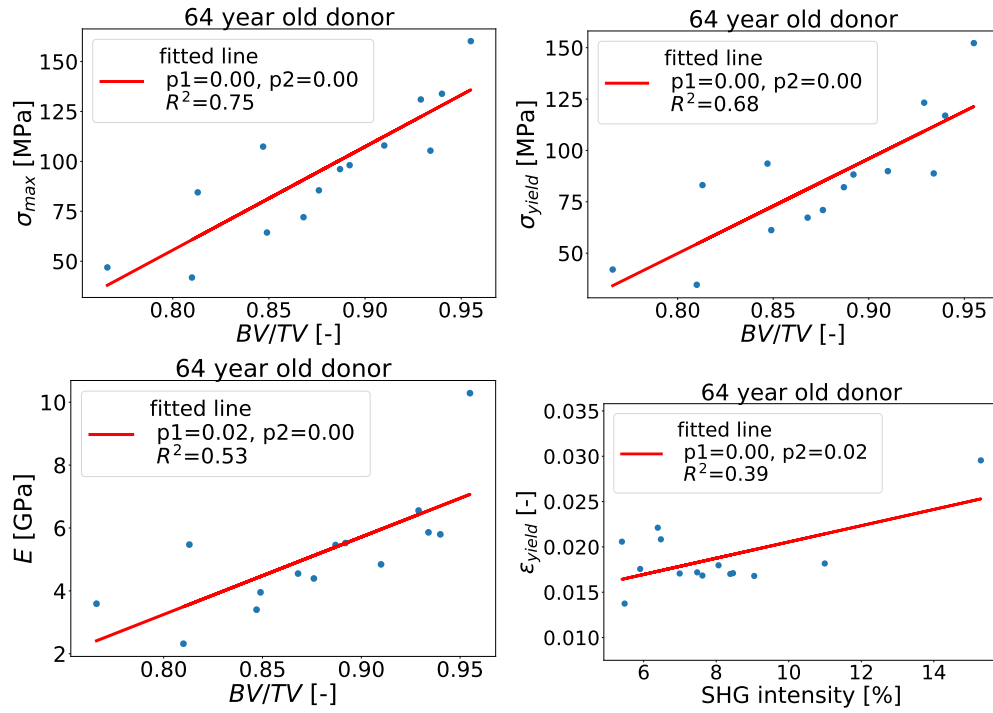 64 year old donor
fitted line
p1=0.00, p2=0.00
R²=0.75
σmax [MPa]
150
125
100
75
50
0.80 0.85 0.90 0.95
BV/TV [-]
64 year old donor
fitted line
p1=0.00, p2=0.00
R²=0.68
σyield [MPa]
150
125
100
75
50
0.80 0.85 0.90 0.95
BV/TV [-]
64 year old donor
fitted line
p1=0.02, p2=0.00
R²=0.53
E [GPa]
10
8
6
4
2
0.80 0.85 0.90 0.95
BV/TV [-]
64 year old donor
fitted line
p1=0.00, p2=0.02
R²=0.39
εyield [-]
0.035
0.030
0.025
0.020
0.015
0.010
6 8 10 12 14
SHG intensity [%]